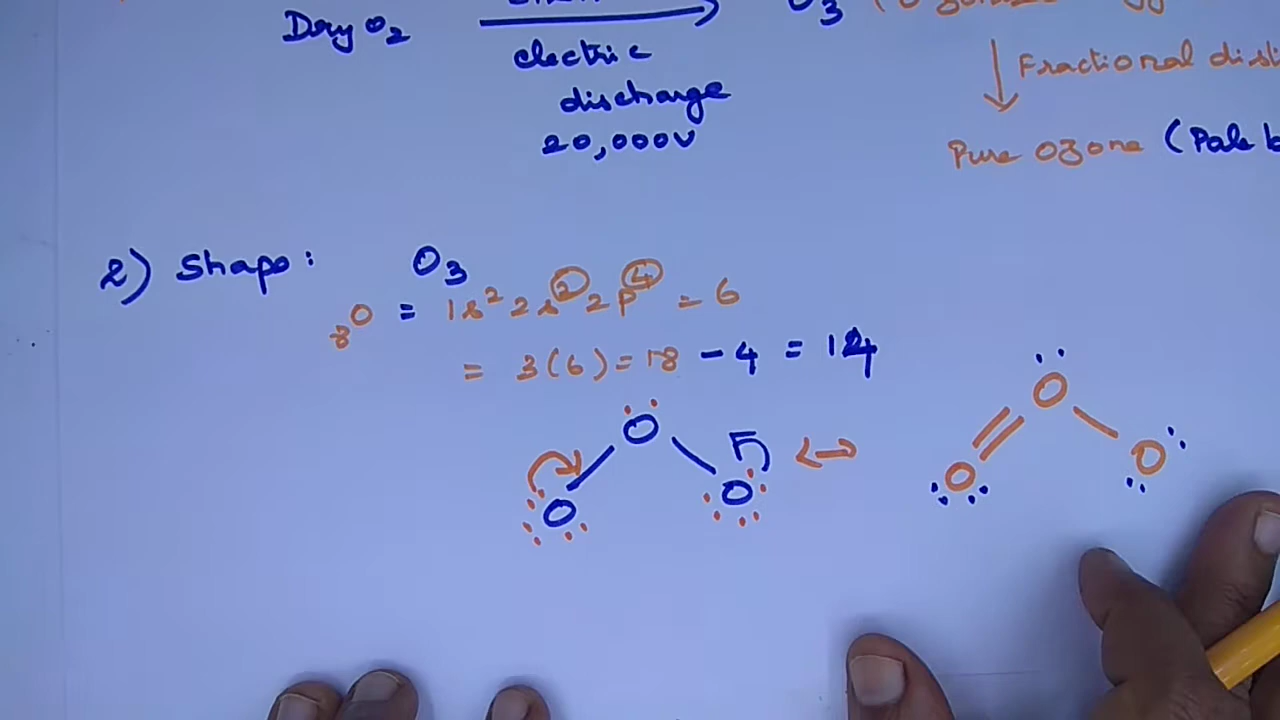 Dry O₂ → O₃ (
electric
discharge
20,000V
↓ Fractional
Pure Ozone (Pale
2) Shape: O₃
₈O = 1s² 2s² 2p⁴ = 6
= 3(6) = 18 - 4 = 14
O
O O
↔
O
O O